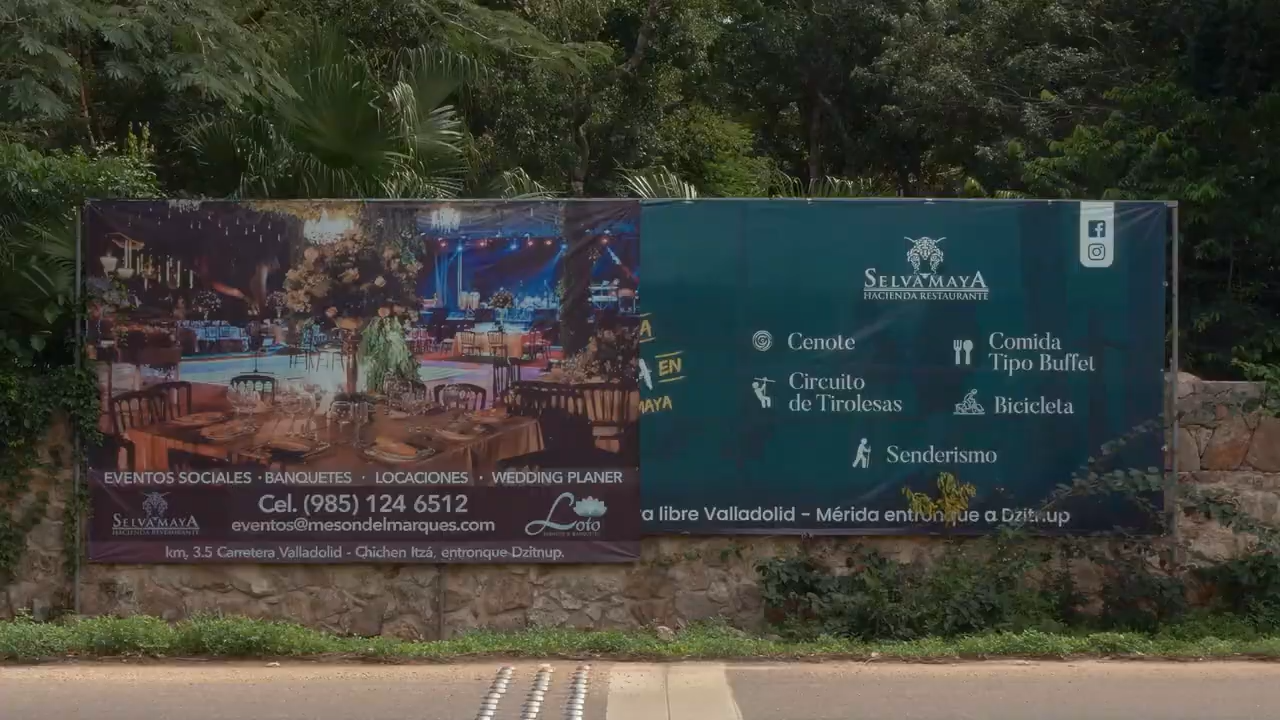 EVENTOS SOCIALES · BANQUETES · LOCACIONES · WEDDING PLANER
Cel. (985) 124 6512
eventos@mesondelmarques.com
SELVA MAYA
HACIENDA RESTAURANTE
Loto
km, 3.5 Carretera Valladolid - Chichen Itzá, entronque Dzitnup.
SELVA MAYA
HACIENDA RESTAURANTE
A
A EN
MAYA
Cenote
Comida
Tipo Buffet
Circuito
de Tirolesas
Bicicleta
Senderismo
a libre Valladolid - Mérida entronque a Dzitnup